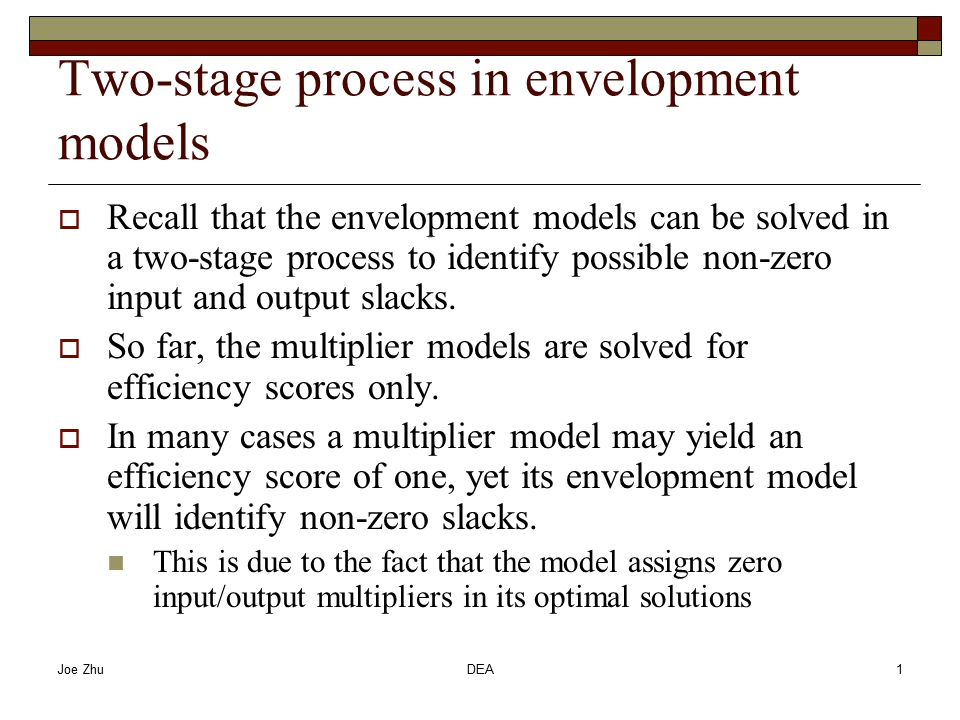 Two-stage process in envelopment
models
Recall that the envelopment models can be solved in
a two-stage process to identify possible non-zero
input and output slacks.
So far, the multiplier models are solved for
efficiency scores only.
In many cases a multiplier model may yield an
efficiency score of one, yet its envelopment model
will identify non-zero slacks.
This is due to the fact that the model assigns zero
input/output multipliers in its optimal solutions
Joe Zhu DEA 1